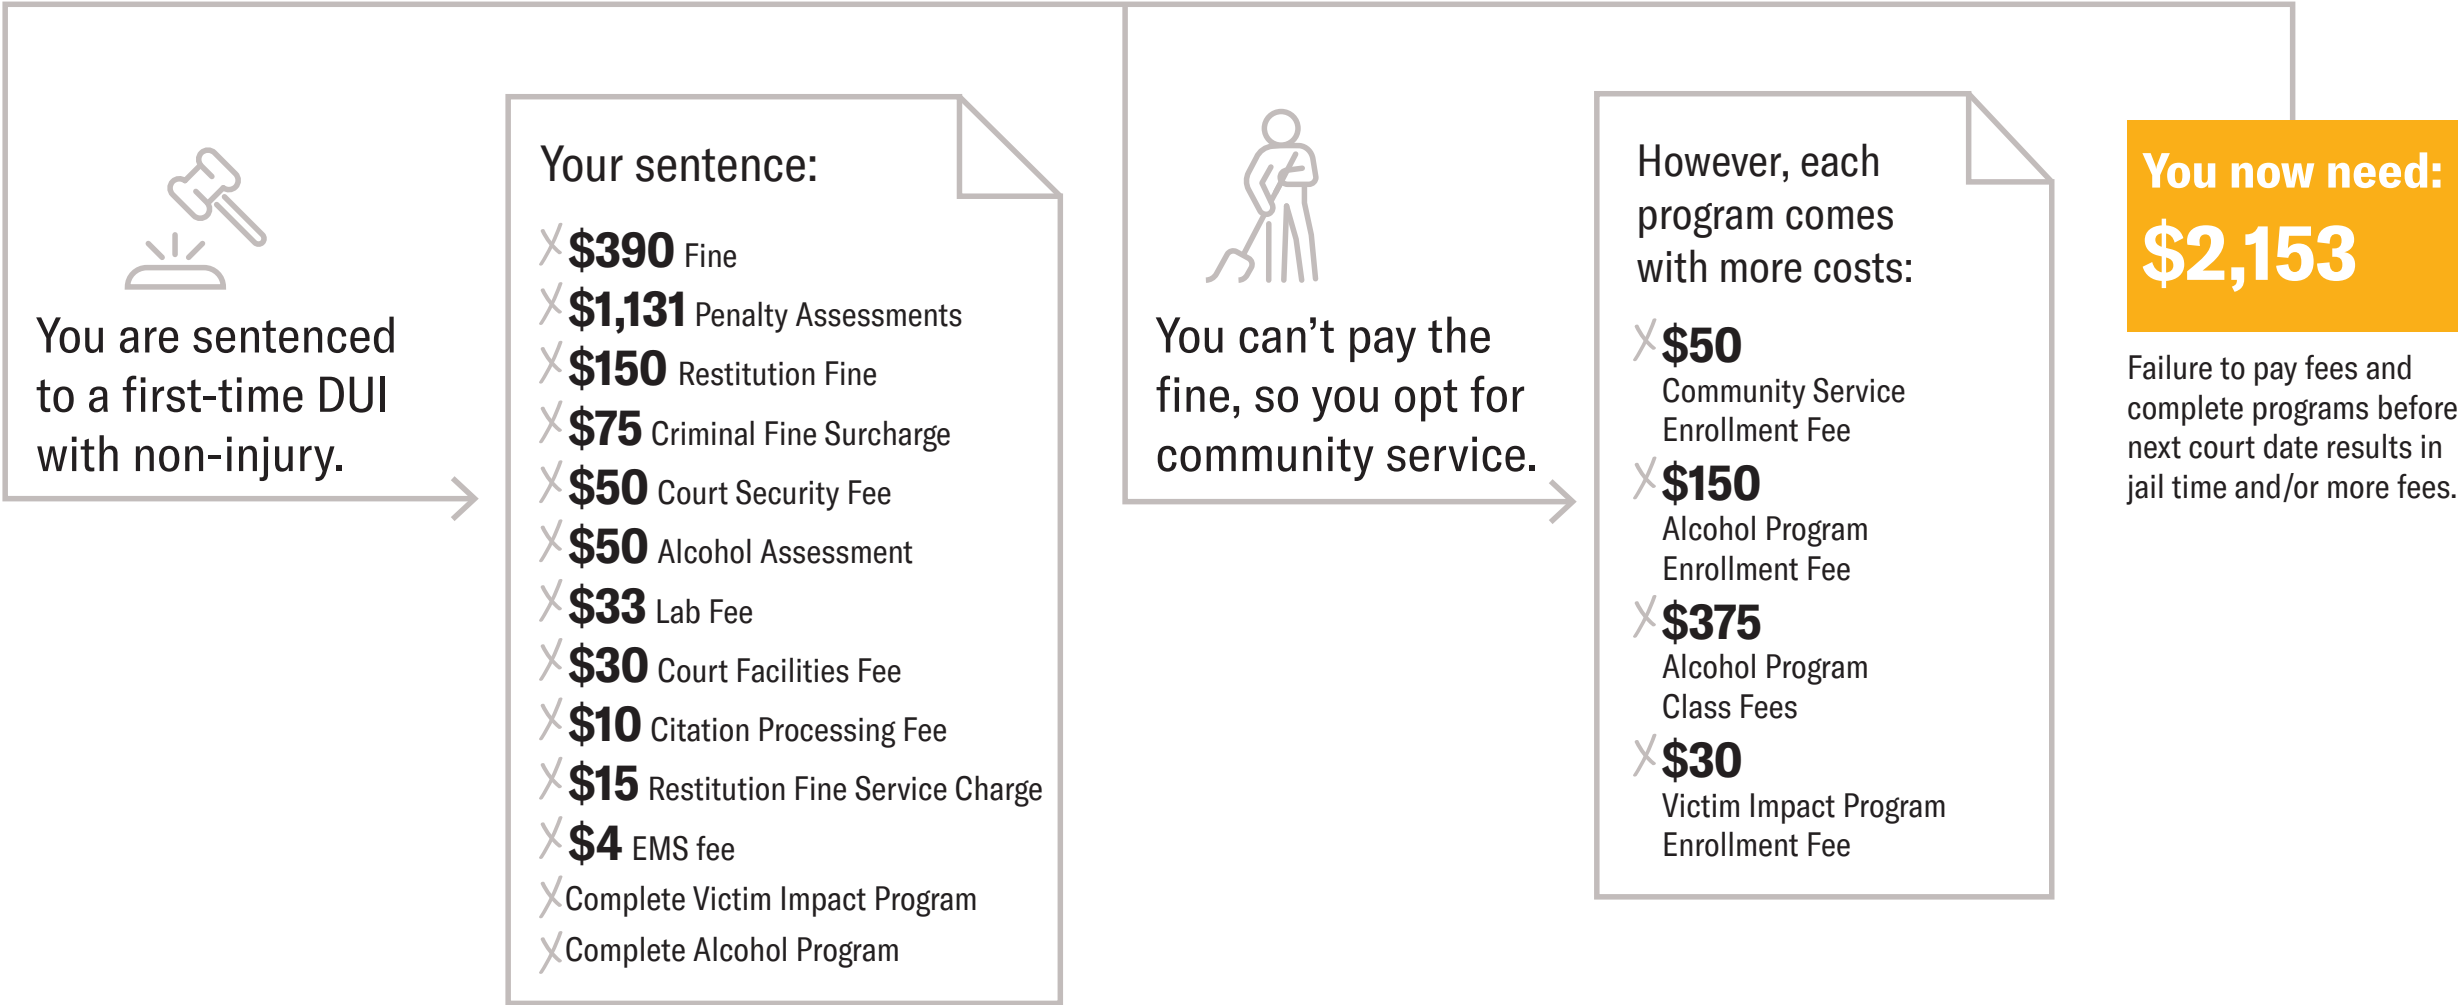 You are sentenced
to a first-time DUI
with non-injury.
Your sentence:
$390 Fine
$1,131 Penalty Assessments
$150 Restitution Fine
$75 Criminal Fine Surcharge
$50 Court Security Fee
$50 Alcohol Assessment
$33 Lab Fee
$30 Court Facilities Fee
$10 Citation Processing Fee
$15 Restitution Fine Service Charge
$4 EMS fee
Complete Victim Impact Program
Complete Alcohol Program
You can’t pay the
fine, so you opt for
community service.
However, each
program comes
with more costs:
$50
Community Service
Enrollment Fee
$150
Alcohol Program
Enrollment Fee
$375
Alcohol Program
Class Fees
$30
Victim Impact Program
Enrollment Fee
You now need:
$2,153
Failure to pay fees and
complete programs before
next court date results in
jail time and/or more fees.